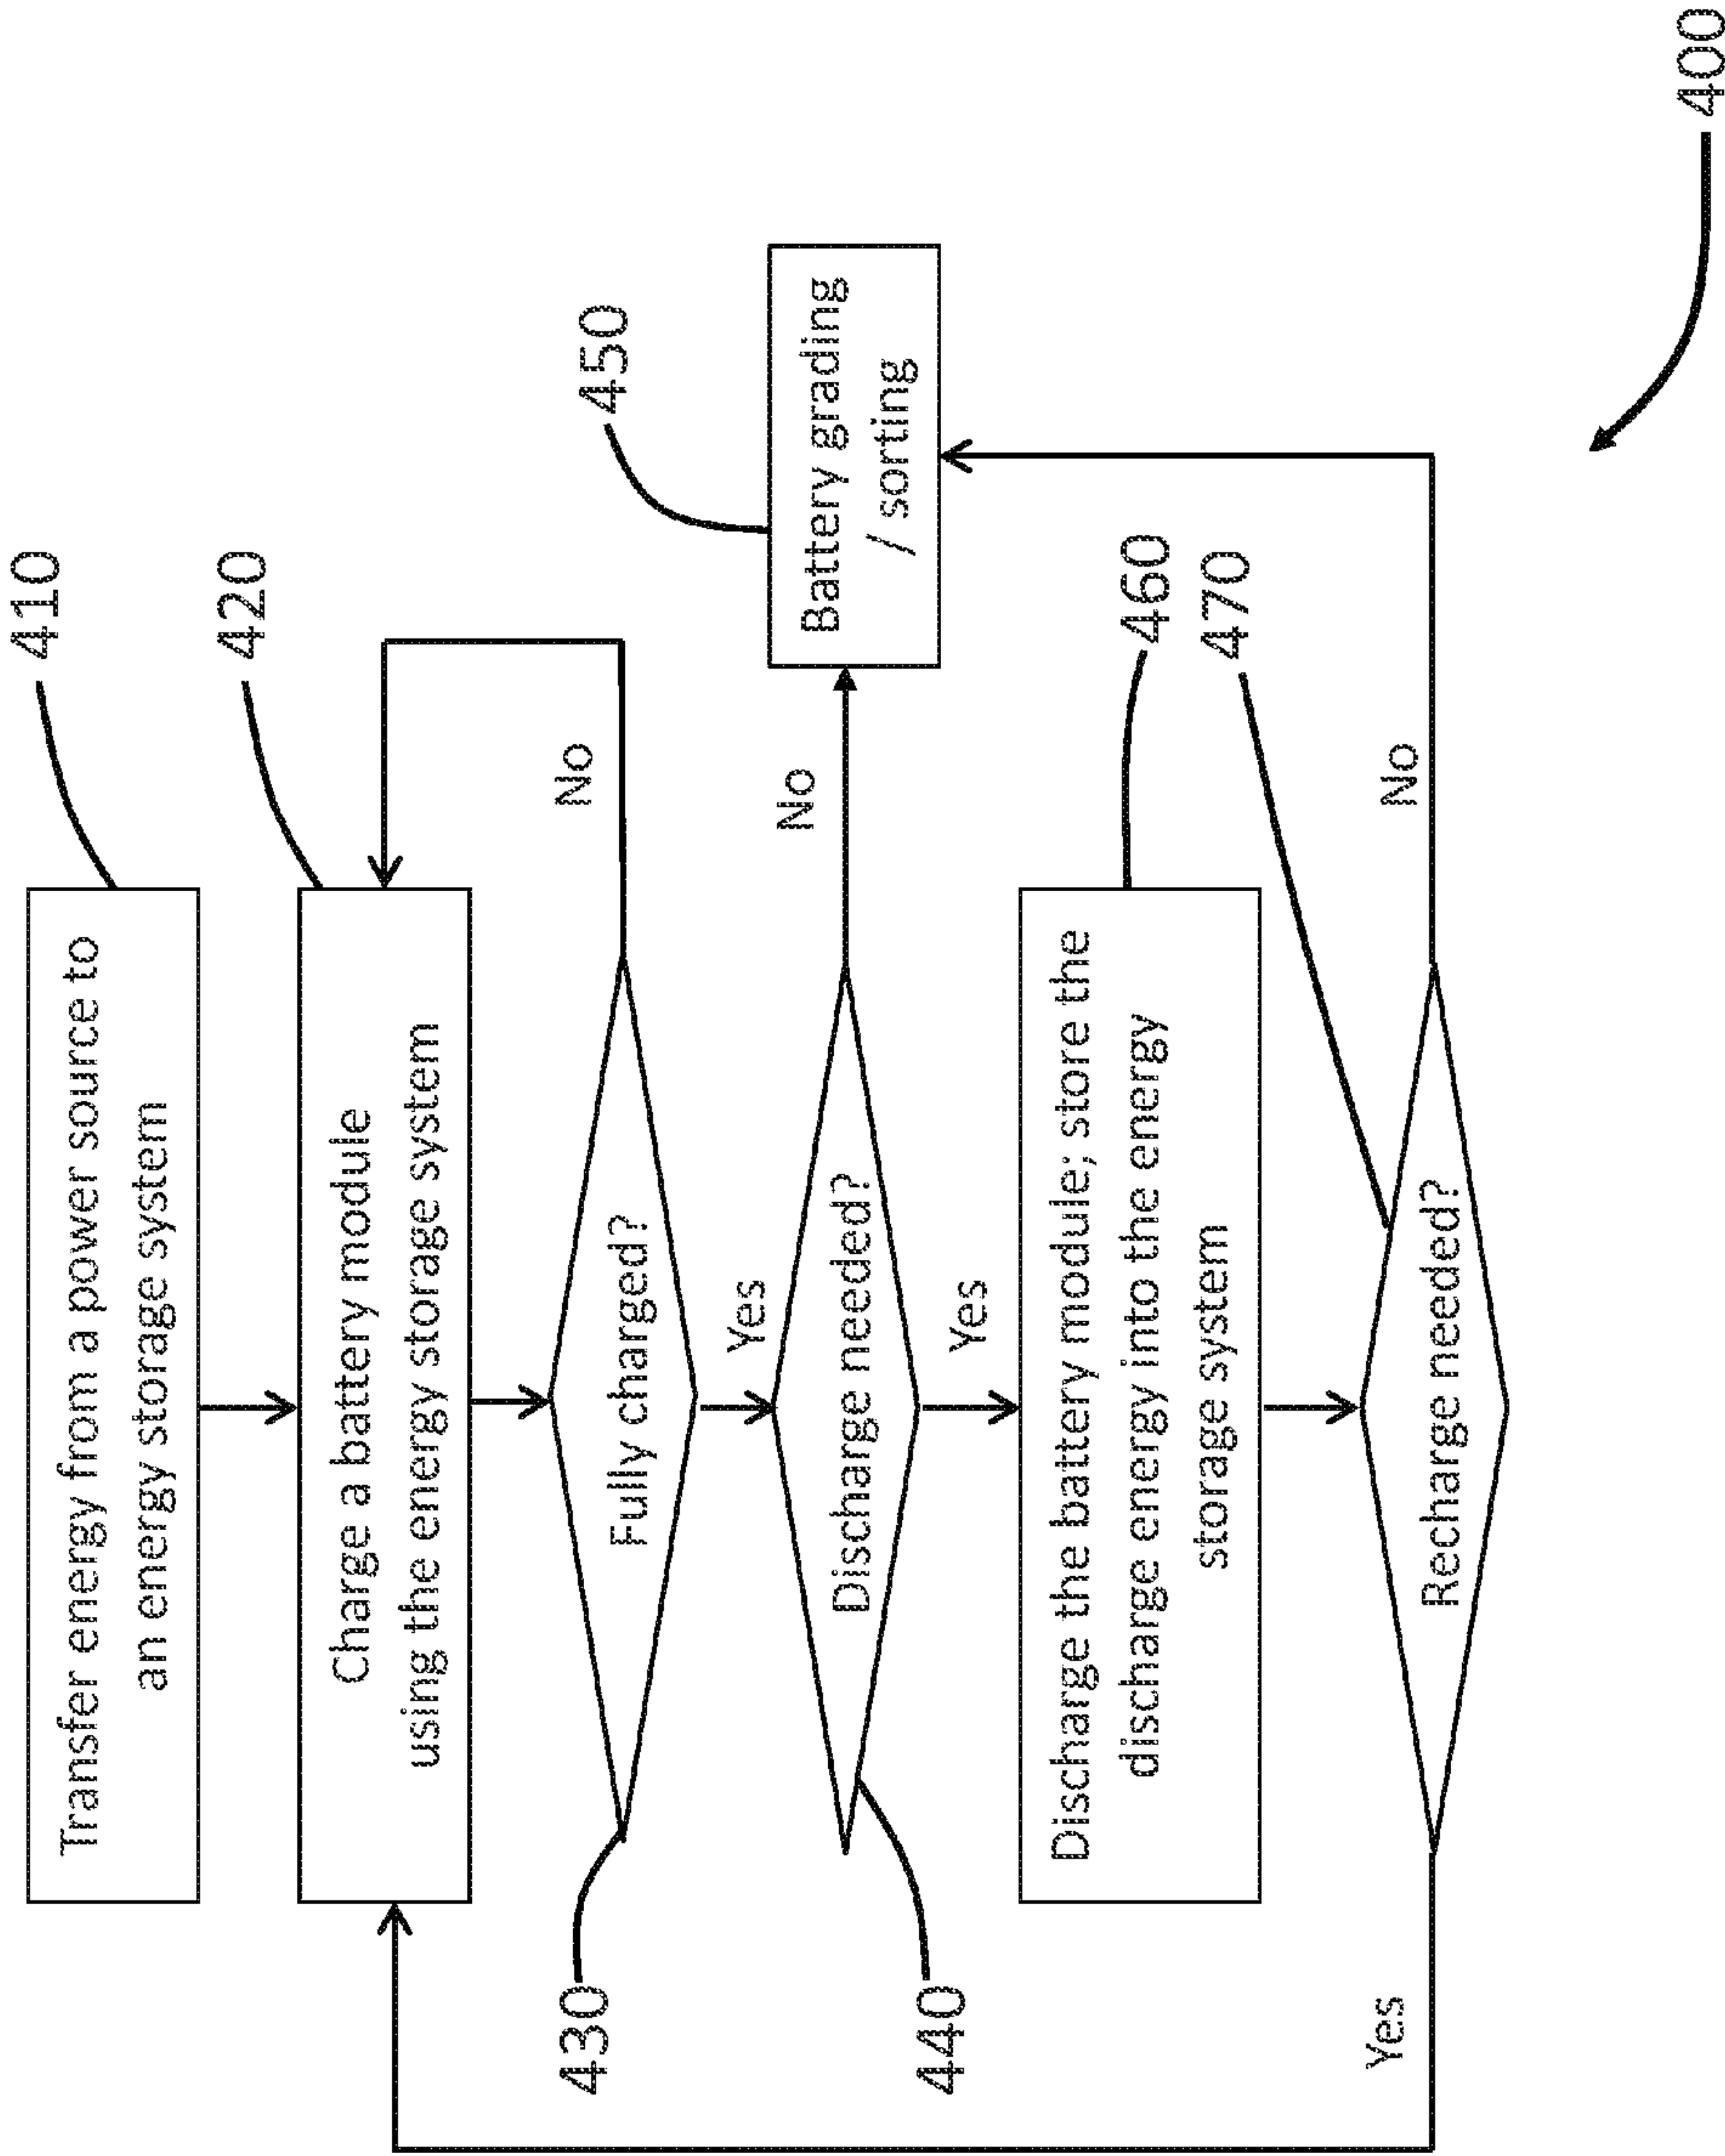 410
Transfer energy from a power source to
an energy storage system
420
Charge a battery module
using the energy storage system
430
Fully charged?
No
Yes
440
Discharge needed?
No
450
Battery grading
/ sorting
Yes
460
Discharge the battery module; store the
discharge energy into the energy
storage system
470
Recharge needed?
Yes
No
400